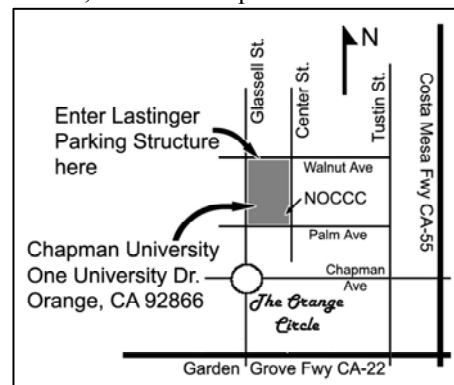 Glassell St.
Center St.
N
Tustin St.
Costa Mesa Fwy CA-55
Enter Lastinger
Parking Structure
here
Walnut Ave
NOCCC
Palm Ave
Chapman University
One University Dr.
Orange, CA 92866
Chapman
Ave
The Orange
Circle
Garden Grove Fwy CA-22